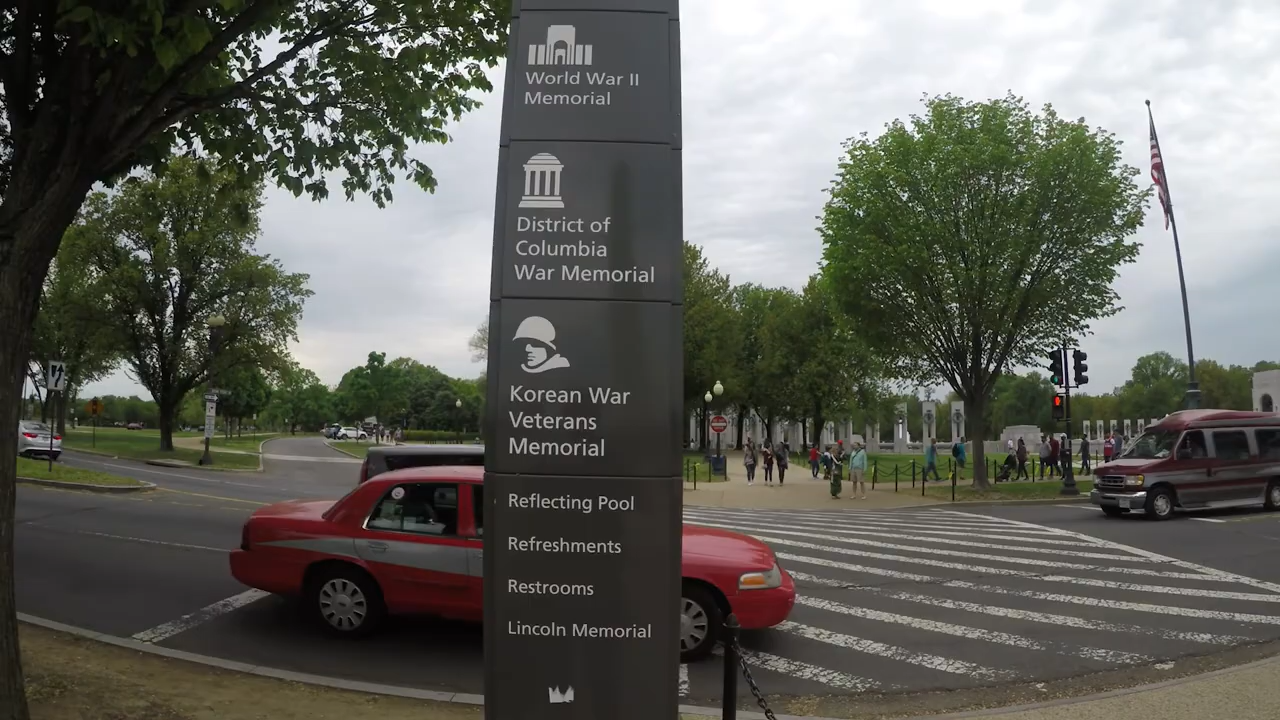 World War II
Memorial
District of
Columbia
War Memorial
Korean War
Veterans
Memorial
Reflecting Pool
Refreshments
Restrooms
Lincoln Memorial